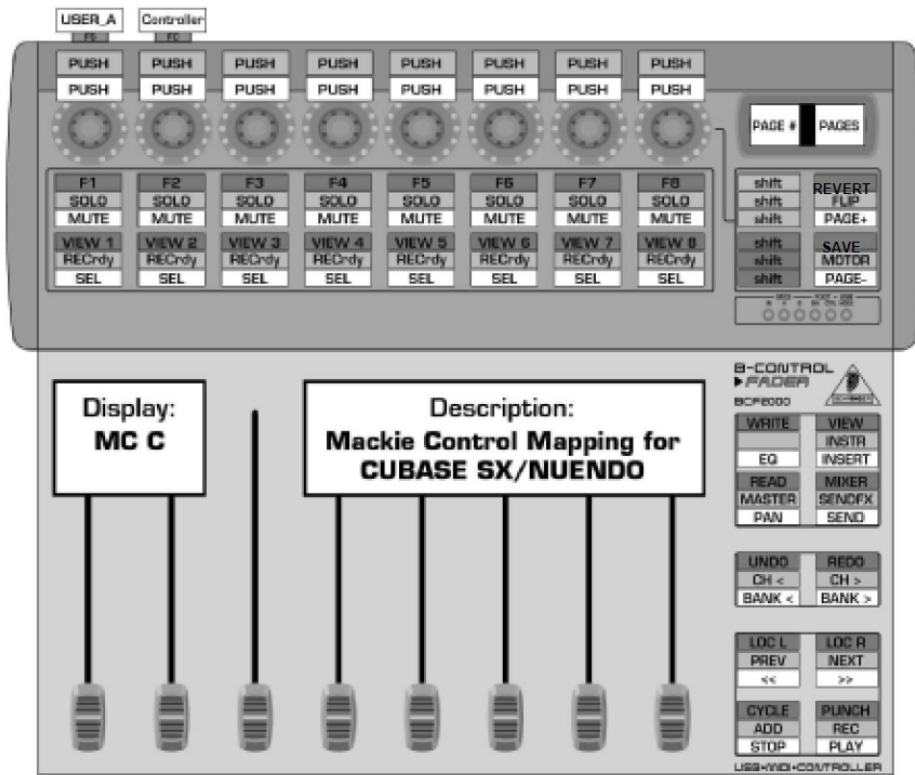 USER_A Controller
FS FC
PUSH PUSH PUSH PUSH PUSH PUSH PUSH PUSH
PUSH PUSH PUSH PUSH PUSH PUSH PUSH PUSH
PAGE # PAGES
F1 F2 F3 F4 F5 F6 F7 F8 shift REVERT
SOLO SOLO SOLO SOLO SOLO SOLO SOLO SOLO shift FLIP
MUTE MUTE MUTE MUTE MUTE MUTE MUTE MUTE shift PAGE+
VIEW 1 VIEW 2 VIEW 3 VIEW 4 VIEW 5 VIEW 6 VIEW 7 VIEW 8 shift SAVE
RECrdy RECrdy RECrdy RECrdy RECrdy RECrdy RECrdy RECrdy shift MOTOR
SEL SEL SEL SEL SEL SEL SEL SEL shift PAGE-
B-CONTROL
FADER
BCF2000
Display:
MC C
Description:
Mackie Control Mapping for
CUBASE SX/NUENDO
WRITE VIEW
INSTR
EQ INSERT
READ MIXER
MASTER SENDFX
PAN SEND
UNDO REDO
CH < CH >
BANK < BANK >
LOC L LOC R
PREV NEXT
<< >>
CYCLE PUNCH
ADD REC
STOP PLAY
USB•MIDI•CONTROLLER